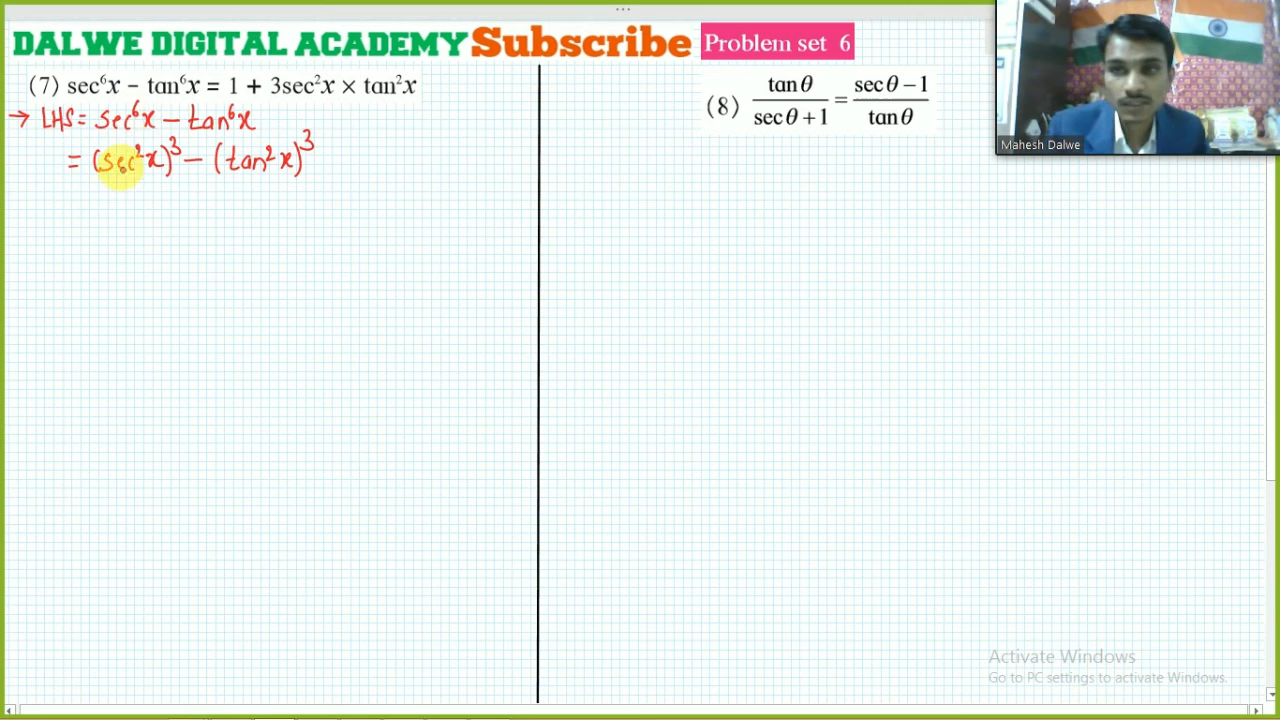 DALWE DIGITAL ACADEMY Subscribe Problem set 6
(7) sec⁶x − tan⁶x = 1 + 3sec²x × tan²x
→ LHS = sec⁶x − tan⁶x
= (sec²x)³ − (tan²x)³
(8) tanθ/secθ+1 = secθ−1/tanθ
Mahesh Dalwe
Activate Windows
Go to PC settings to activate Windows.